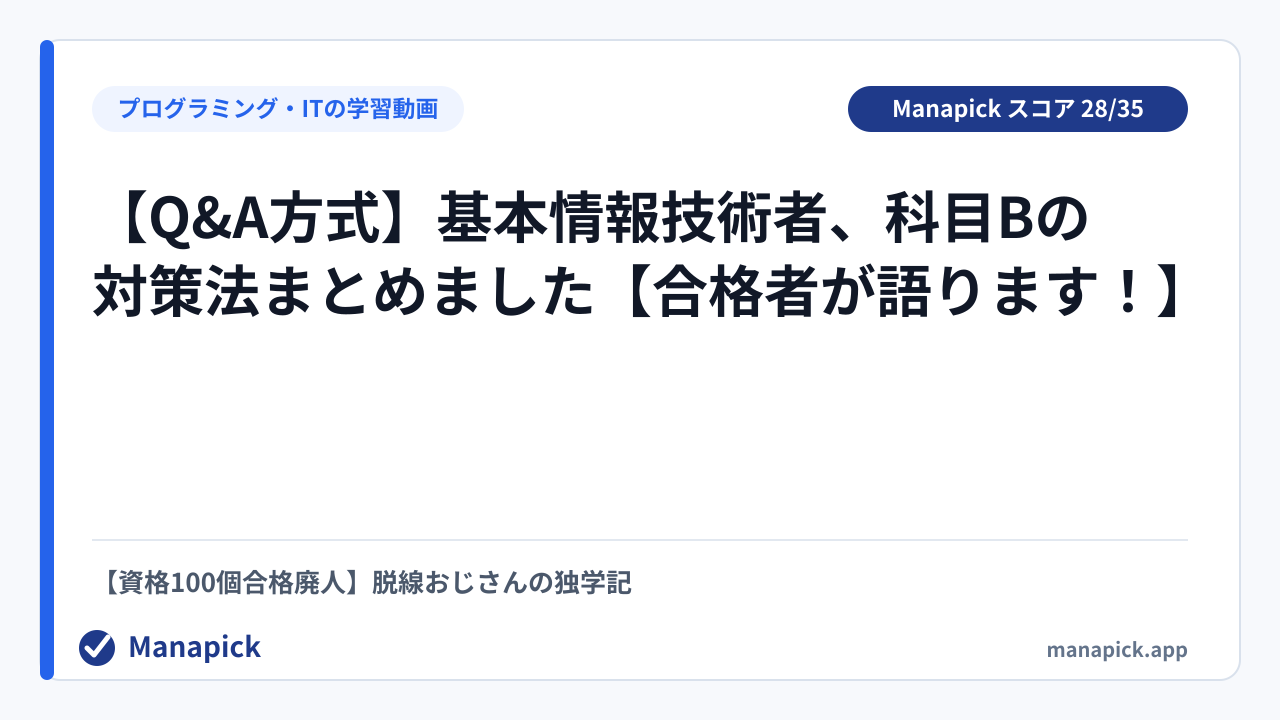 プログラミング・ITの学習動画
Manapick スコア 28/35
【Q&A方式】基本情報技術者、科目Bの
対策法まとめました【合格者が語ります！】
【資格100個合格廃人】脱線おじさんの独学記
Manapick
manapick.app